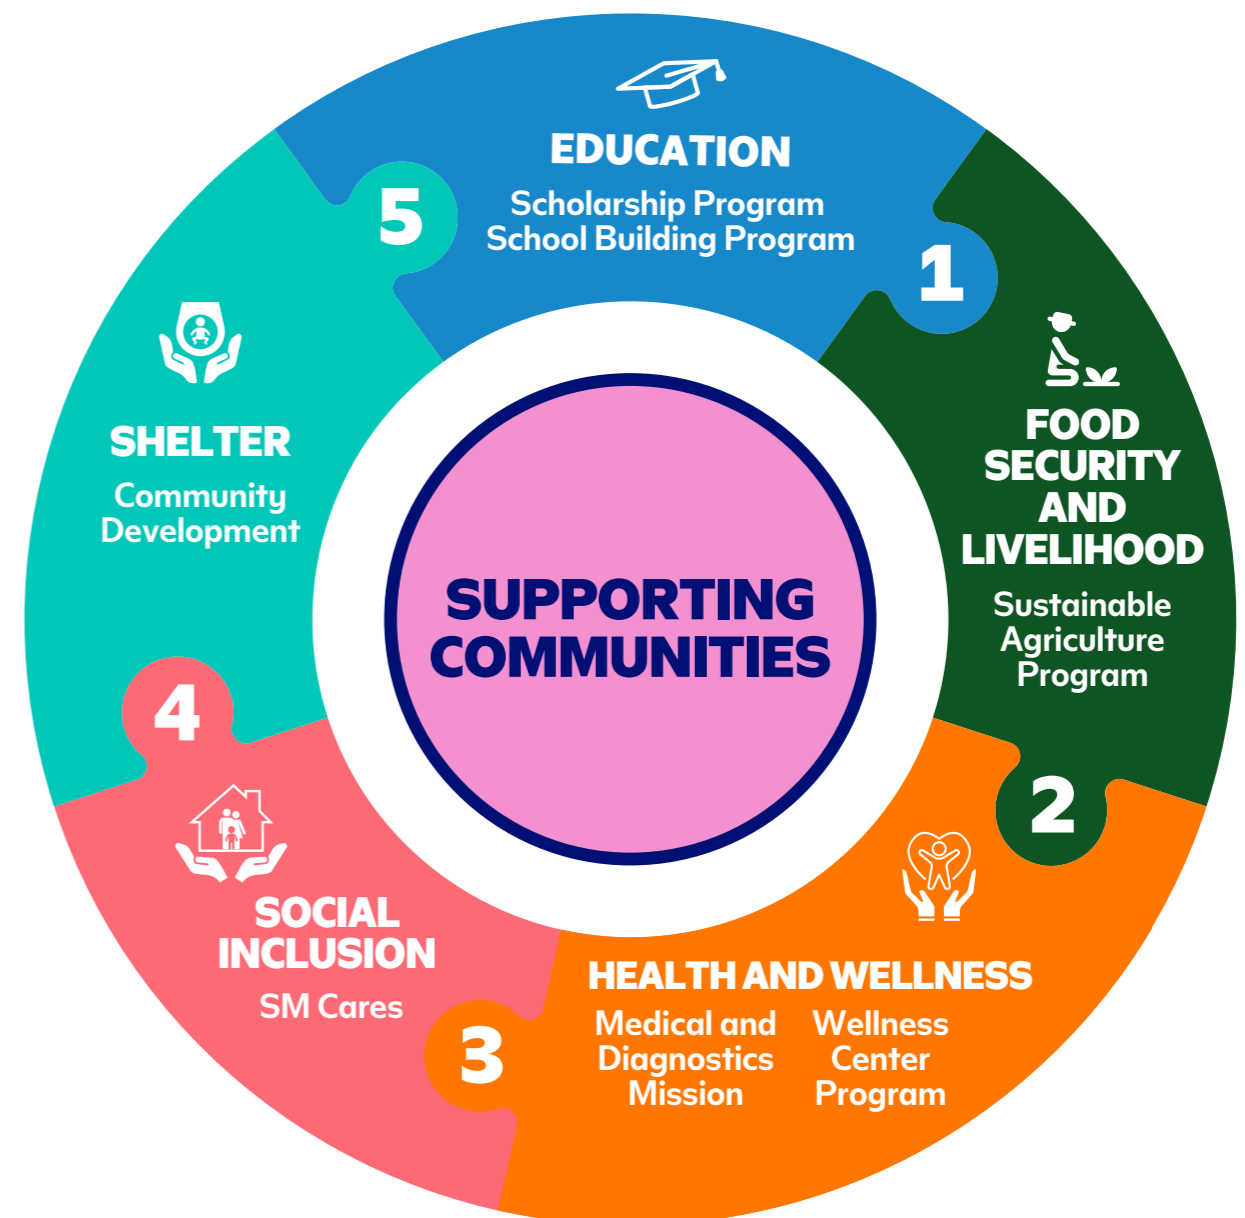 EDUCATION
Scholarship Program
School Building Program
1
FOOD
SECURITY
AND
LIVELIHOOD
Sustainable
Agriculture
Program
2
HEALTH AND WELLNESS
Medical and
Diagnostics
Mission
Wellness
Center
Program
3
SOCIAL
INCLUSION
SM Cares
4
SHELTER
Community
Development
5
SUPPORTING
COMMUNITIES